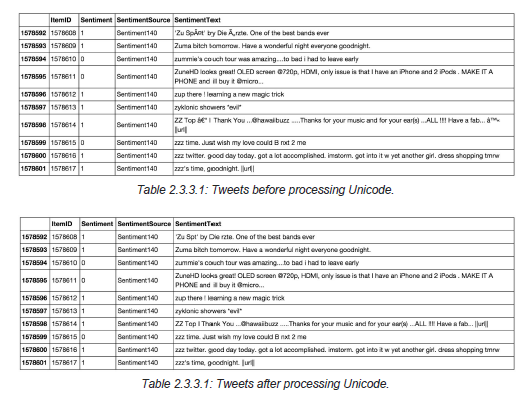 ItemID Sentiment SentimentSource SentimentText
1578592 1578608 1 Sentiment140 'Zu SpÃ¤t' by Die Ä„rzte. One of the best bands ever
1578593 1578609 1 Sentiment140 Zuma bitch tomorrow. Have a wonderful night everyone goodnight.
1578594 1578610 0 Sentiment140 zummie's couch tour was amazing....to bad i had to leave early
1578595 1578611 0 Sentiment140 ZuneHD looks great! OLED screen @720p, HDMI, only issue is that I have an iPhone and 2 iPods . MAKE IT A
PHONE and ill buy it @micro...
1578596 1578612 1 Sentiment140 zup there ! learning a new magic trick
1578597 1578613 1 Sentiment140 zyklonic showers *evil*
1578598 1578614 1 Sentiment140 ZZ Top â€" I Thank You ...@hawaiibuzz .....Thanks for your music and for your ear(s) ...ALL !!!! Have a fab... â™«
||url||
1578599 1578615 0 Sentiment140 zzz time. Just wish my love could B nxt 2 me
1578600 1578616 1 Sentiment140 zzz twitter. good day today. got a lot accomplished. imstorm. got into it w yet another girl. dress shopping tmrw
1578601 1578617 1 Sentiment140 zzz's time, goodnight. ||url||
Table 2.3.3.1: Tweets before processing Unicode.
ItemID Sentiment SentimentSource SentimentText
1578592 1578608 1 Sentiment140 'Zu Spt' by Die rzte. One of the best bands ever
1578593 1578609 1 Sentiment140 Zuma bitch tomorrow. Have a wonderful night everyone goodnight.
1578594 1578610 0 Sentiment140 zummie's couch tour was amazing....to bad i had to leave early
1578595 1578611 0 Sentiment140 ZuneHD looks great! OLED screen @720p, HDMI, only issue is that I have an iPhone and 2 iPods . MAKE IT A
PHONE and ill buy it @micro...
1578596 1578612 1 Sentiment140 zup there ! learning a new magic trick
1578597 1578613 1 Sentiment140 zyklonic showers *evil*
1578598 1578614 1 Sentiment140 ZZ Top I Thank You ...@hawaiibuzz .....Thanks for your music and for your ear(s) ...ALL !!!! Have a fab... ||url||
1578599 1578615 0 Sentiment140 zzz time. Just wish my love could B nxt 2 me
1578600 1578616 1 Sentiment140 zzz twitter. good day today. got a lot accomplished. imstorm. got into it w yet another girl. dress shopping tmrw
1578601 1578617 1 Sentiment140 zzz's time, goodnight. ||url||
Table 2.3.3.1: Tweets after processing Unicode.